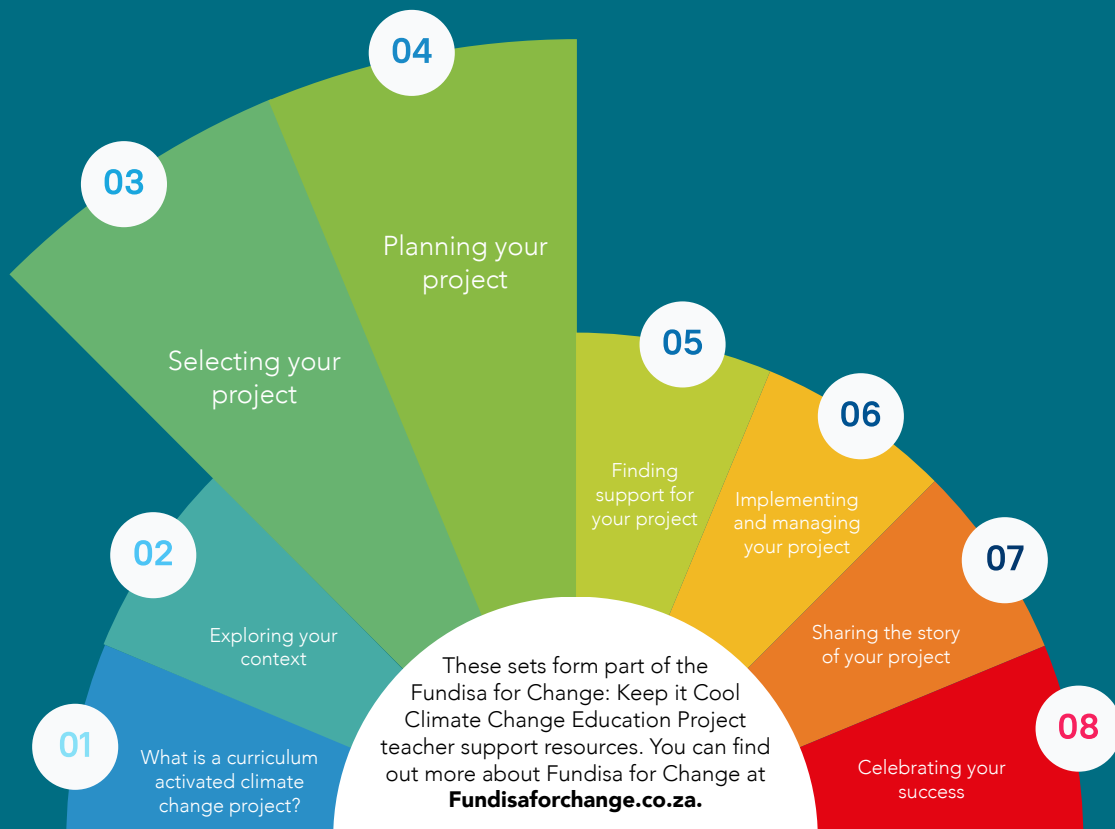 01
What is a curriculum
activated climate
change project?
02
Exploring your
context
03
Selecting your
project
04
Planning your
project
05
Finding
support for
your project
06
Implementing
and managing
your project
07
Sharing the story
of your project
08
Celebrating your
success
These sets form part of the
Fundisa for Change: Keep it Cool
Climate Change Education Project
teacher support resources. You can find
out more about Fundisa for Change at
Fundisaforchange.co.za.